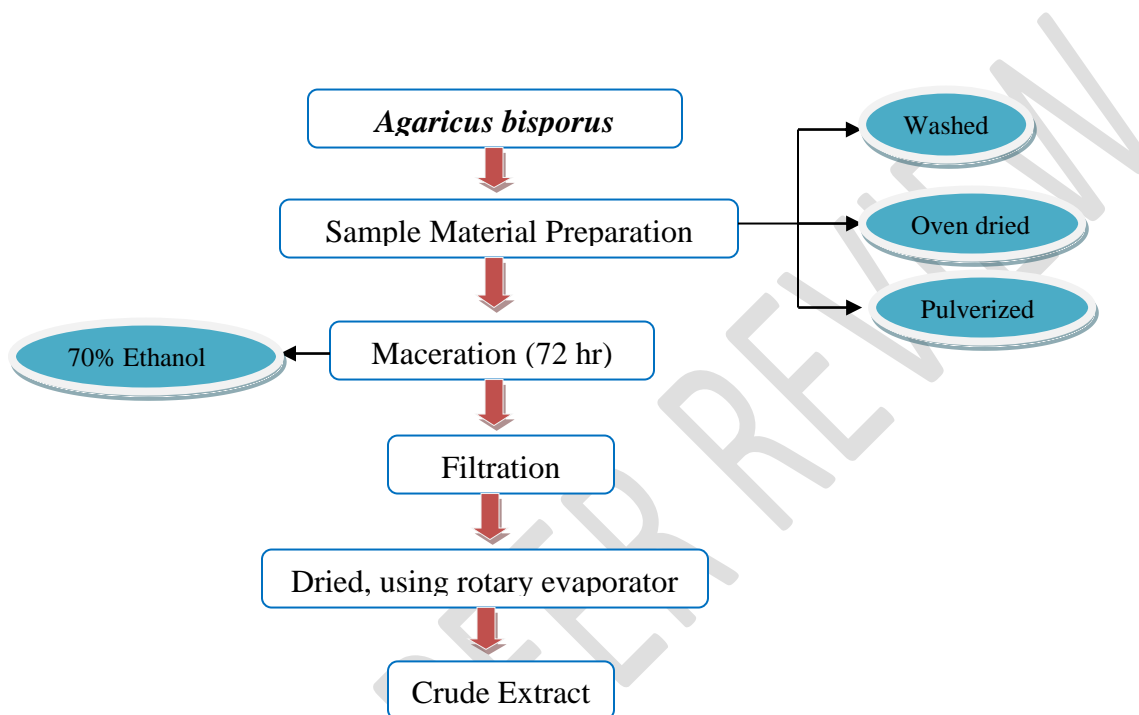 Agaricus bisporus
Washed
Sample Material Preparation
Oven dried
Pulverized
70% Ethanol
Maceration (72 hr)
Filtration
Dried, using rotary evaporator
Crude Extract
PEER REVIEW